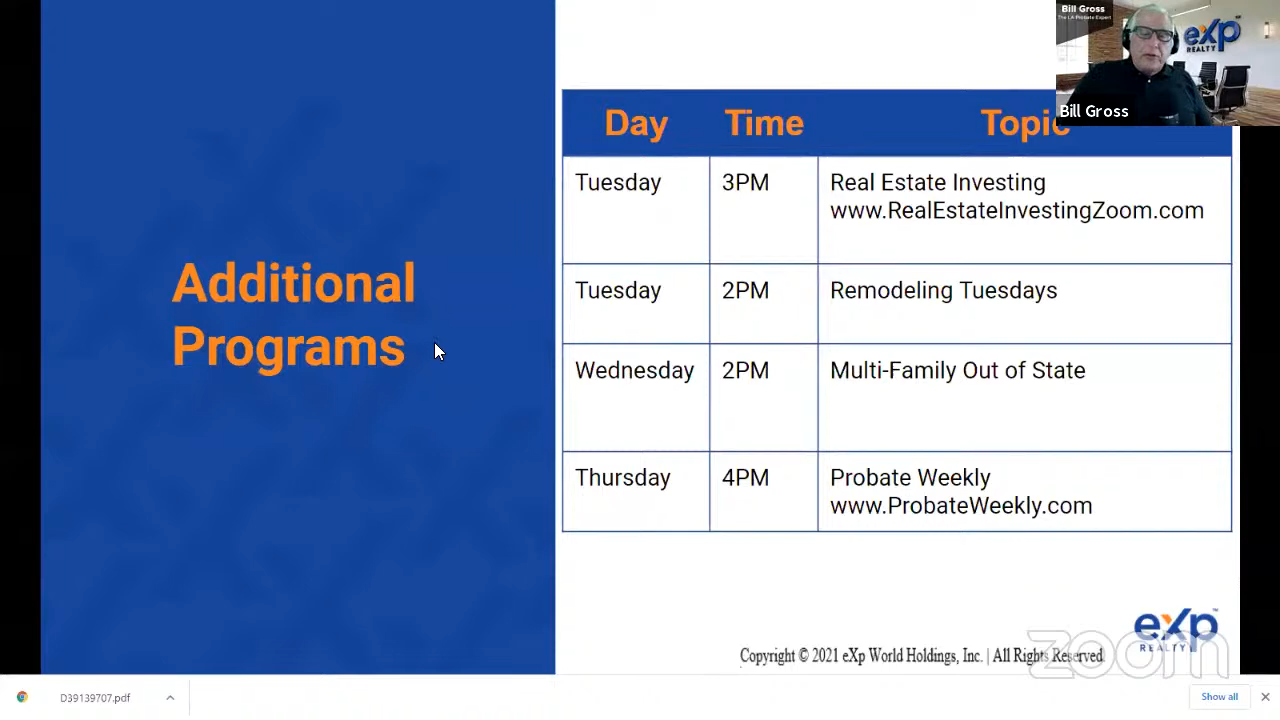 Bill Gross
The LA Probate Expert
eXp
REALTY
Bill Gross
Additional
Programs
Day Time Topic
Tuesday 3PM Real Estate Investing
www.RealEstateInvestingZoom.com
Tuesday 2PM Remodeling Tuesdays
Wednesday 2PM Multi-Family Out of State
Thursday 4PM Probate Weekly
www.ProbateWeekly.com
eXp™
REALTY
zoom
Copyright © 2021 eXp World Holdings, Inc. | All Rights Reserved.
D39139707.pdf
Show all